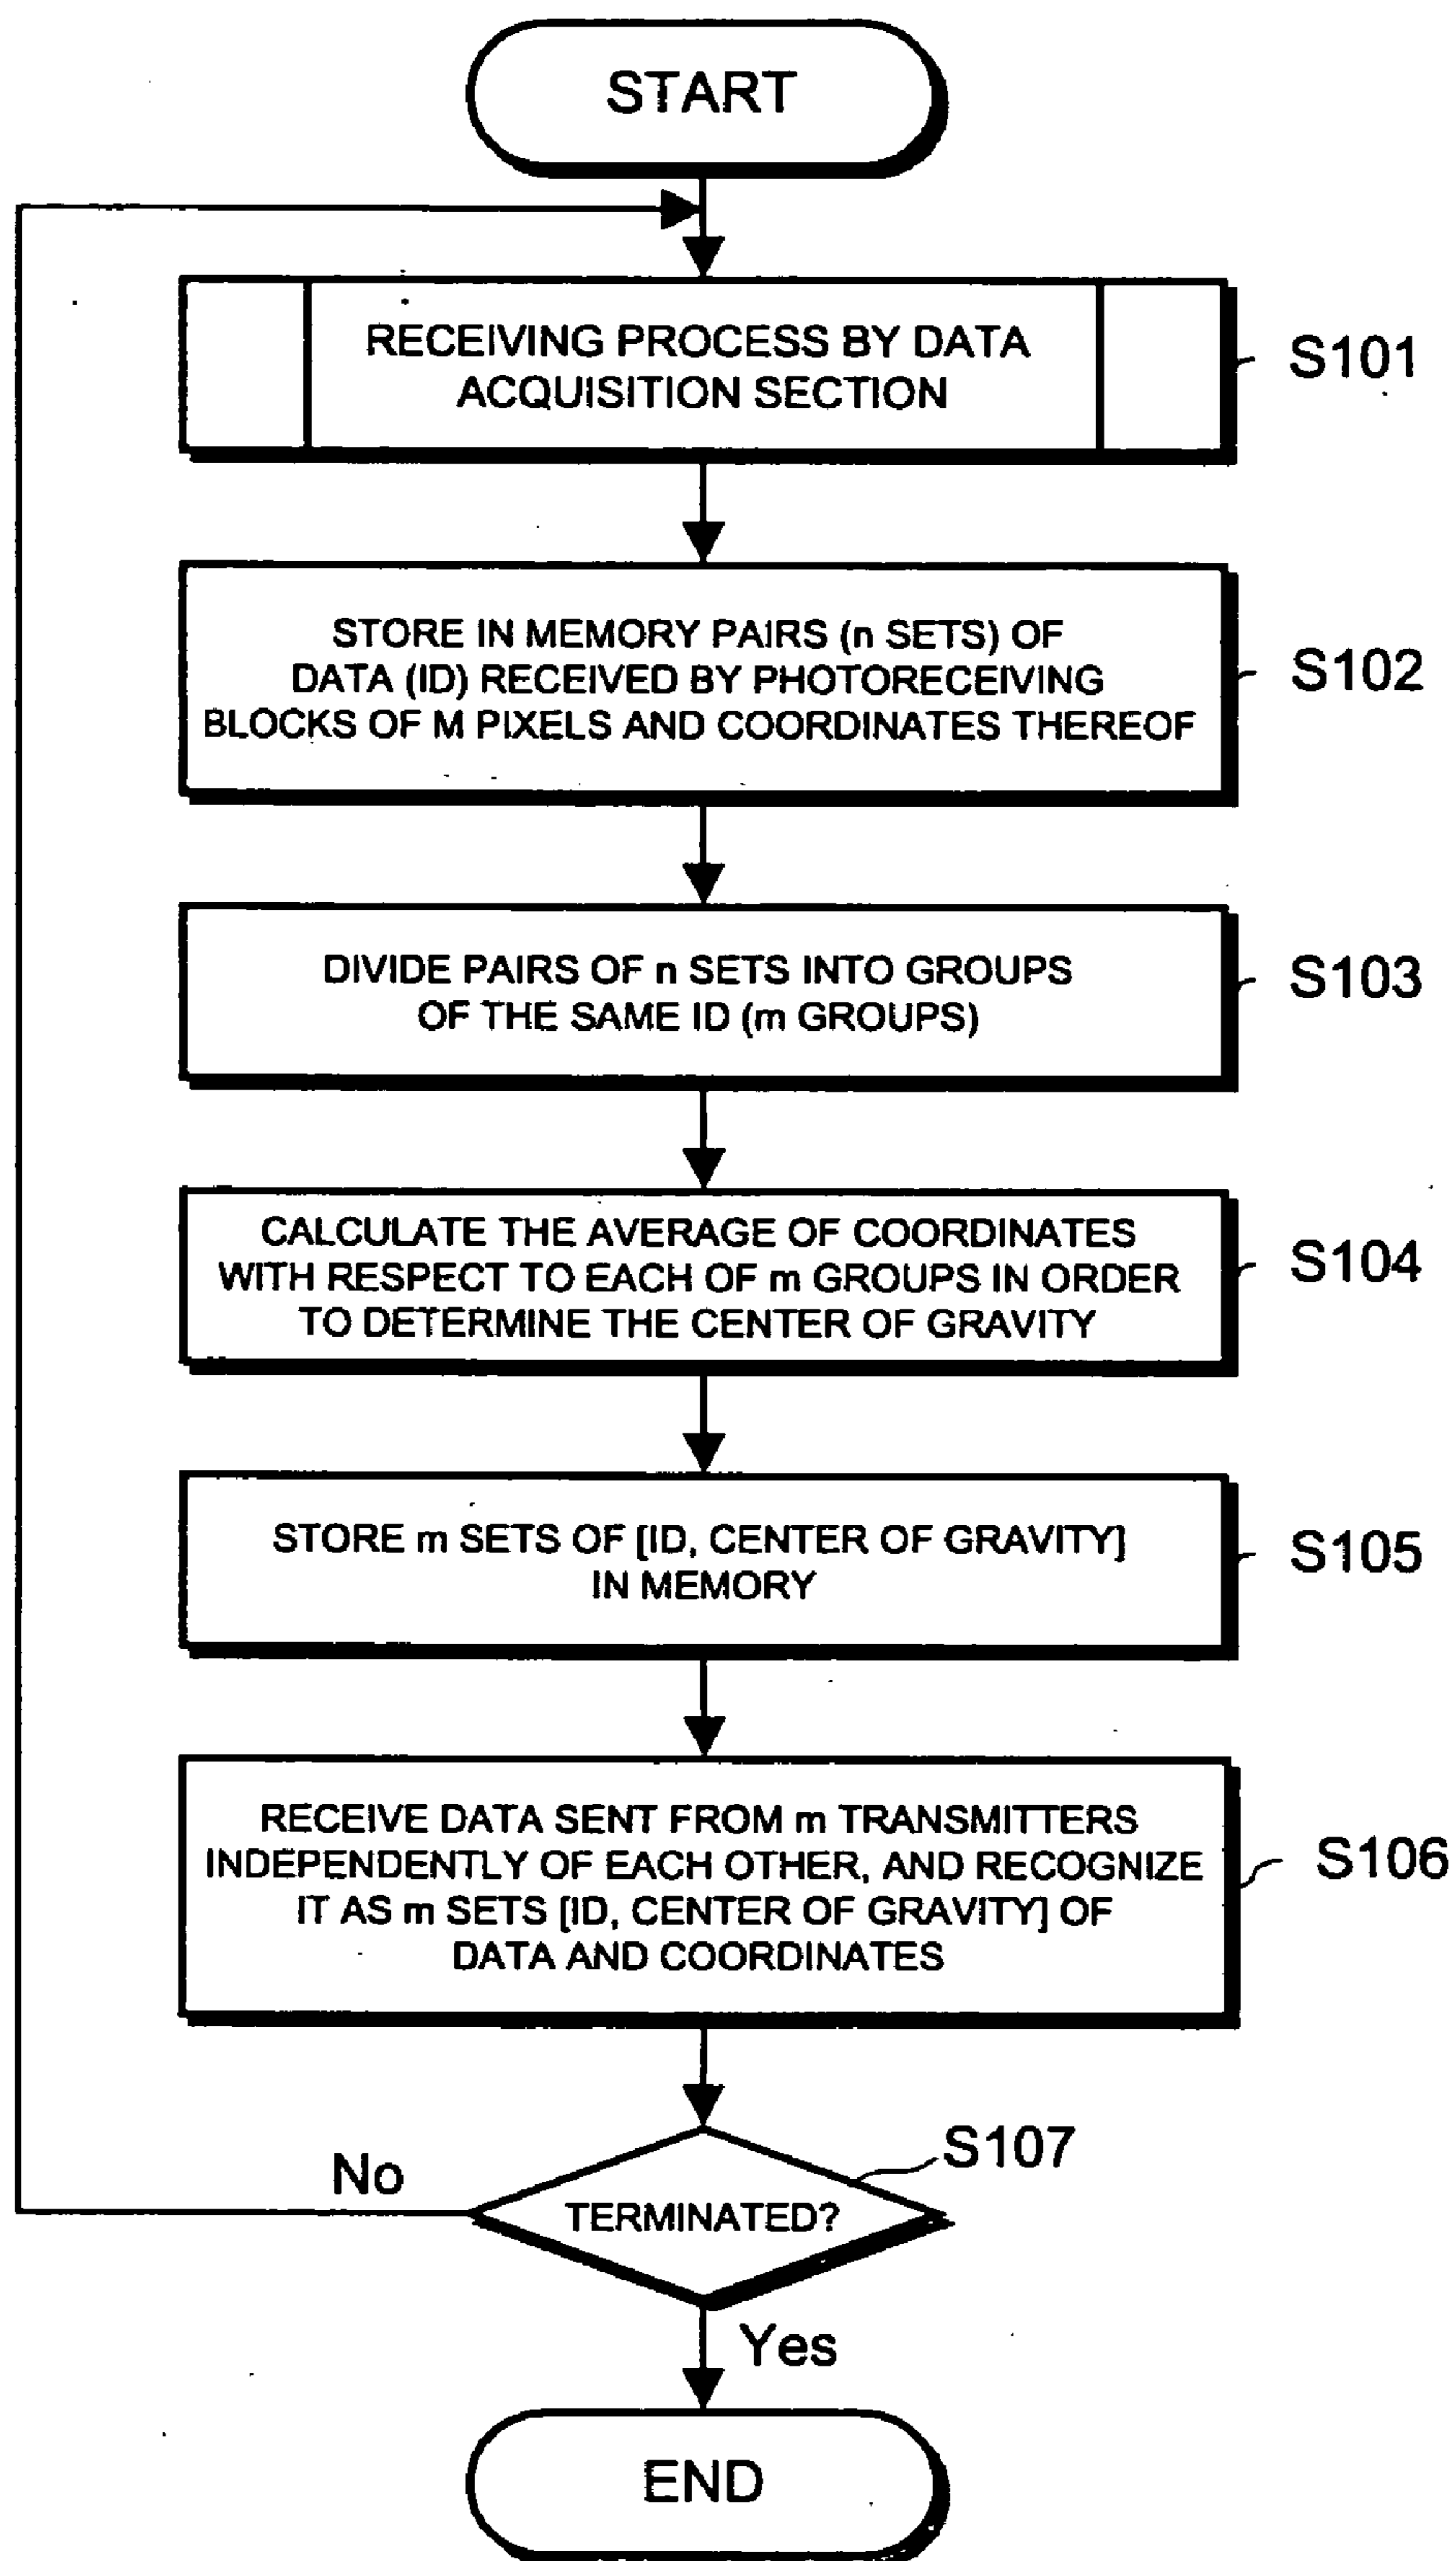 START
RECEIVING PROCESS BY DATA
ACQUISITION SECTION
S101
STORE IN MEMORY PAIRS (n SETS) OF
DATA (ID) RECEIVED BY PHOTORECEIVING
BLOCKS OF M PIXELS AND COORDINATES THEREOF
S102
DIVIDE PAIRS OF n SETS INTO GROUPS
OF THE SAME ID (m GROUPS)
S103
CALCULATE THE AVERAGE OF COORDINATES
WITH RESPECT TO EACH OF m GROUPS IN ORDER
TO DETERMINE THE CENTER OF GRAVITY
S104
STORE m SETS OF [ID, CENTER OF GRAVITY]
IN MEMORY
S105
RECEIVE DATA SENT FROM m TRANSMITTERS
INDEPENDENTLY OF EACH OTHER, AND RECOGNIZE
IT AS m SETS [ID, CENTER OF GRAVITY] OF
DATA AND COORDINATES
S106
S107
No
TERMINATED?
Yes
END